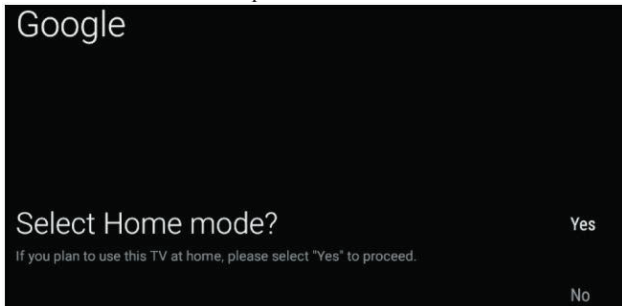 Google
Select Home mode?
Yes
If you plan to use this TV at home, please select "Yes" to proceed.
No